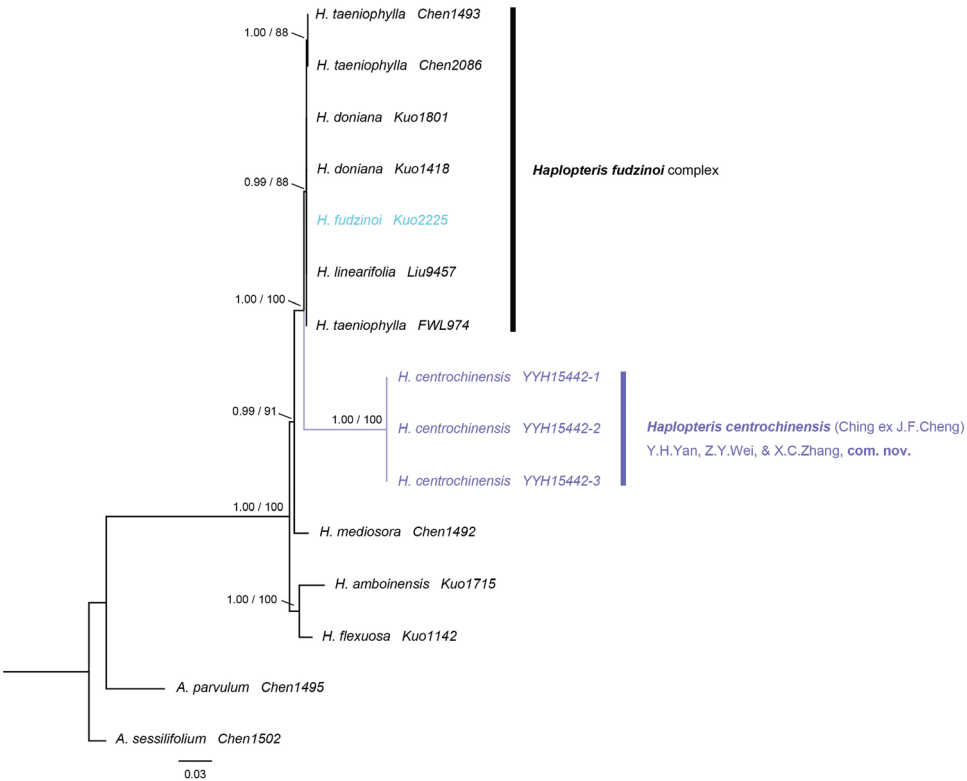 H. taeniophylla Chen1493
1.00 / 88
H. taeniophylla Chen2086
H. doniana Kuo1801
H. doniana Kuo1418
Haplopteris fudzinoi complex
0.99 / 88
H. fudzinoi Kuo2225
H. linearifolia Liu9457
1.00 / 100
H. taeniophylla FWL974
H. centrochinensis YYH15442-1
0.99 / 91
1.00 / 100
H. centrochinensis YYH15442-2
Haplopteris centrochinensis (Ching ex J.F.Cheng)
Y.H.Yan, Z.Y.Wei, & X.C.Zhang, com. nov.
H. centrochinensis YYH15442-3
1.00 / 100
H. mediosora Chen1492
H. amboinensis Kuo1715
1.00 / 100
H. flexuosa Kuo1142
A. parvulum Chen1495
A. sessilifolium Chen1502
0.03